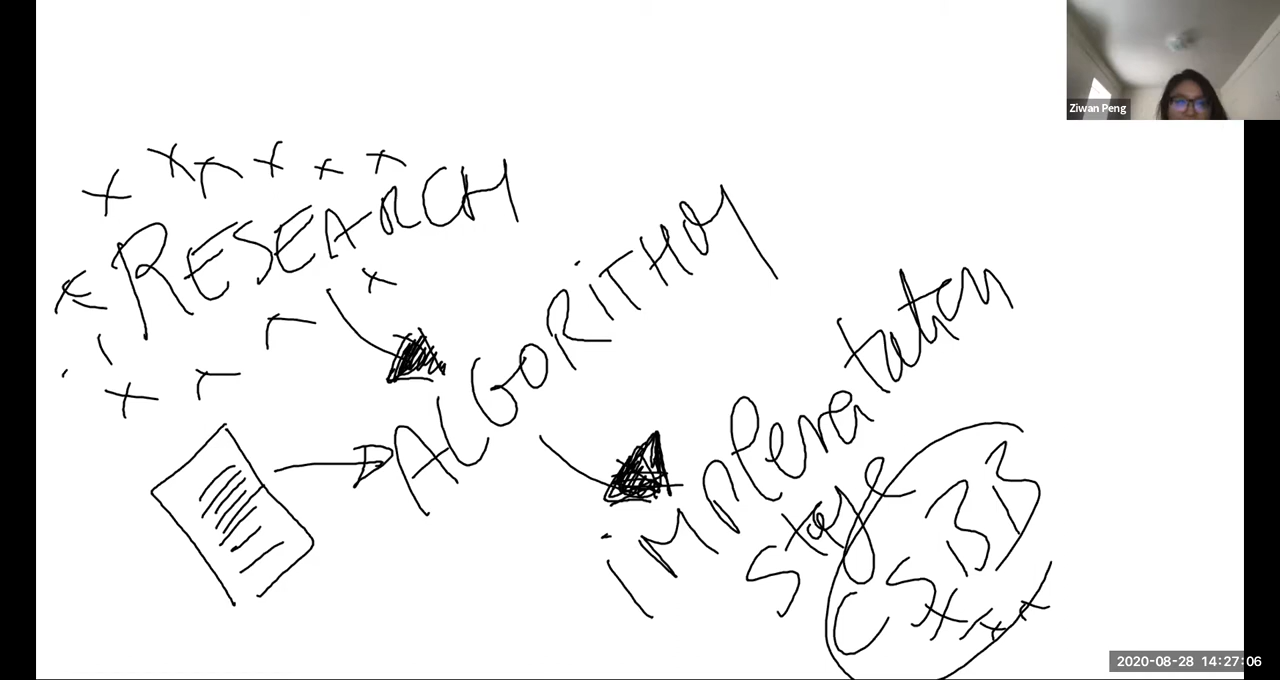 Ziwan Peng
RESEARCH
ALGORITHM
iMPlementation
stage
CS133
2020-08-28 14:27:06